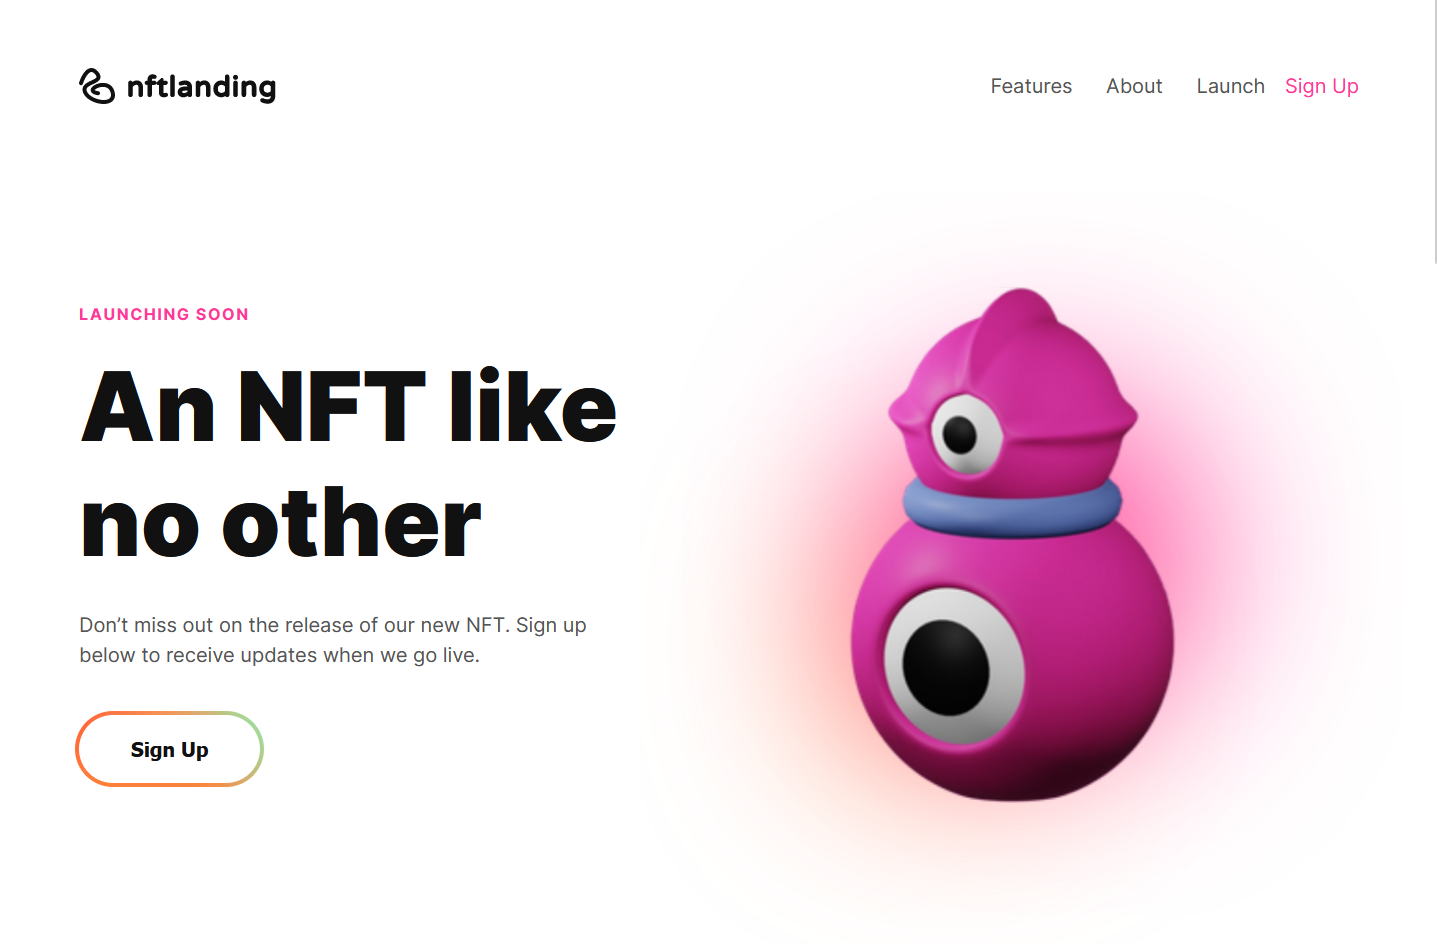 nftlanding
Features About Launch Sign Up
LAUNCHING SOON
An NFT like
no other
Don’t miss out on the release of our new NFT. Sign up
below to receive updates when we go live.
Sign Up